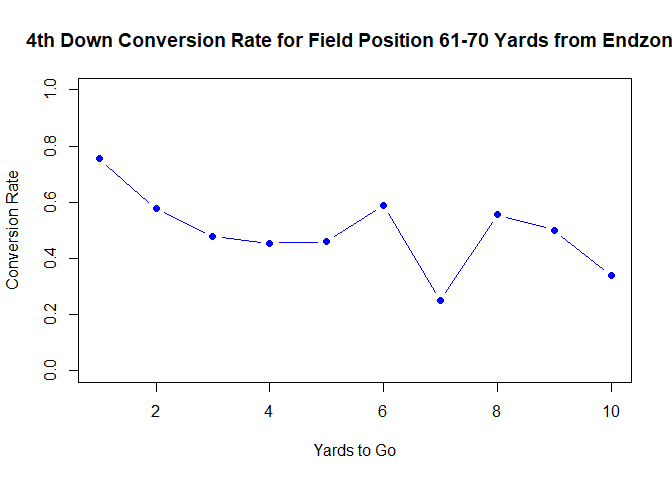 4th Down Conversion Rate for Field Position 61-70 Yards from Endzon
Conversion Rate
1.0
0.8
0.6
0.4
0.2
0.0
2 4 6 8 10
Yards to Go